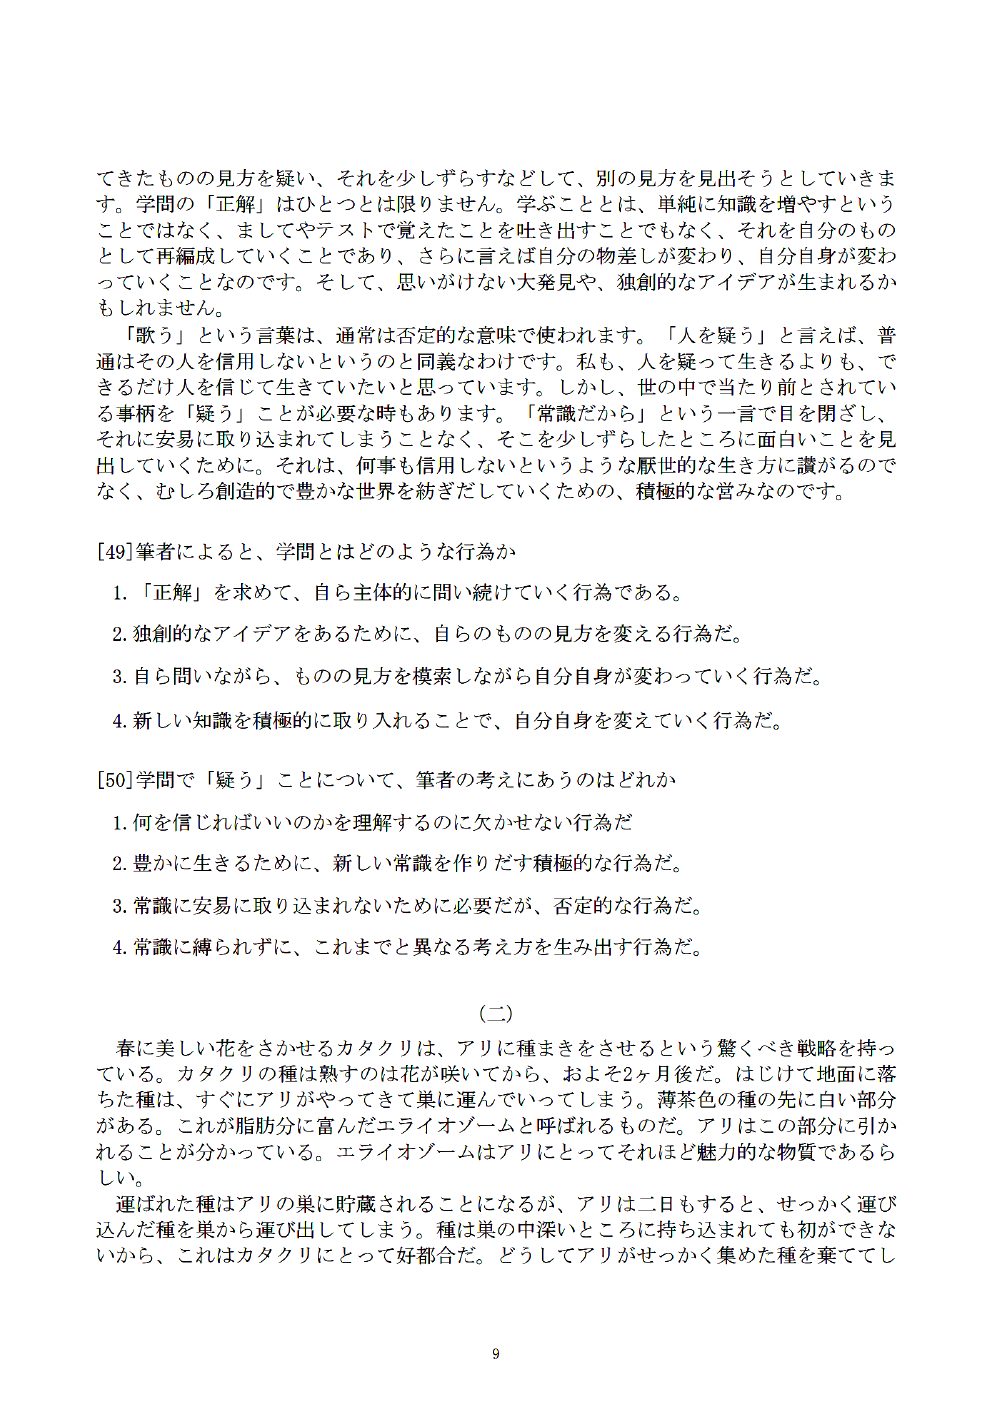 てきたものの見方を疑い、それを少しずらすなどして、別の見方を見出そうとしていきま
す。学問の「正解」はひとつとは限りません。学ぶこととは、単純に知識を増やすという
ことではなく、ましてやテストで覚えたことを吐き出すことでもなく、それを自分のもの
として再編成していくことであり、さらに言えば自分の物差しが変わり、自分自身が変わ
っていくことなのです。そして、思いがけない大発見や、独創的なアイデアが生まれるか
もしれません。
「歌う」という言葉は、通常は否定的な意味で使われます。「人を疑う」と言えば、普
通はその人を信用しないというのと同義なわけです。私も、人を疑って生きるよりも、で
きるだけ人を信じて生きていたいと思っています。しかし、世の中で当たり前とされてい
る事柄を「疑う」ことが必要な時もあります。「常識だから」という一言で目を閉ざし、
それに安易に取り込まれてしまうことなく、そこを少しずらしたところに面白いことを見
出していくために。それは、何事も信用しないというような厭世的な生き方に讃がるので
なく、むしろ創造的で豊かな世界を紡ぎだしていくための、積極的な営みなのです。
[49]筆者によると、学問とはどのような行為か
1.「正解」を求めて、自ら主体的に問い続けていく行為である。
2.独創的なアイデアをあるために、自らのものの見方を変える行為だ。
3.自ら問いながら、ものの見方を模索しながら自分自身が変わっていく行為だ。
4.新しい知識を積極的に取り入れることで、自分自身を変えていく行為だ。
[50]学問で「疑う」ことについて、筆者の考えにあうのはどれか
1.何を信じればいいのかを理解するのに欠かせない行為だ
2.豊かに生きるために、新しい常識を作りだす積極的な行為だ。
3.常識に安易に取り込まれないために必要だが、否定的な行為だ。
4.常識に縛られずに、これまでと異なる考え方を生み出す行為だ。
(二)
春に美しい花をさかせるカタクリは、アリに種まきをさせるという驚くべき戦略を持っ
ている。カタクリの種は熟すのは花が咲いてから、およそ2ヶ月後だ。はじけて地面に落
ちた種は、すぐにアリがやってきて巣に運んでいってしまう。薄茶色の種の先に白い部分
がある。これが脂肪分に富んだエライオゾームと呼ばれるものだ。アリはこの部分に引か
れることが分かっている。エライオゾームはアリにとってそれほど魅力的な物質であるら
しい。
運ばれた種はアリの巣に貯蔵されることになるが、アリは二日もすると、せっかく運び
込んだ種を巣から運び出してしまう。種は巣の中深いところに持ち込まれても初ができな
いから、これはカタクリにとって好都合だ。どうしてアリがせっかく集めた種を棄ててし
9